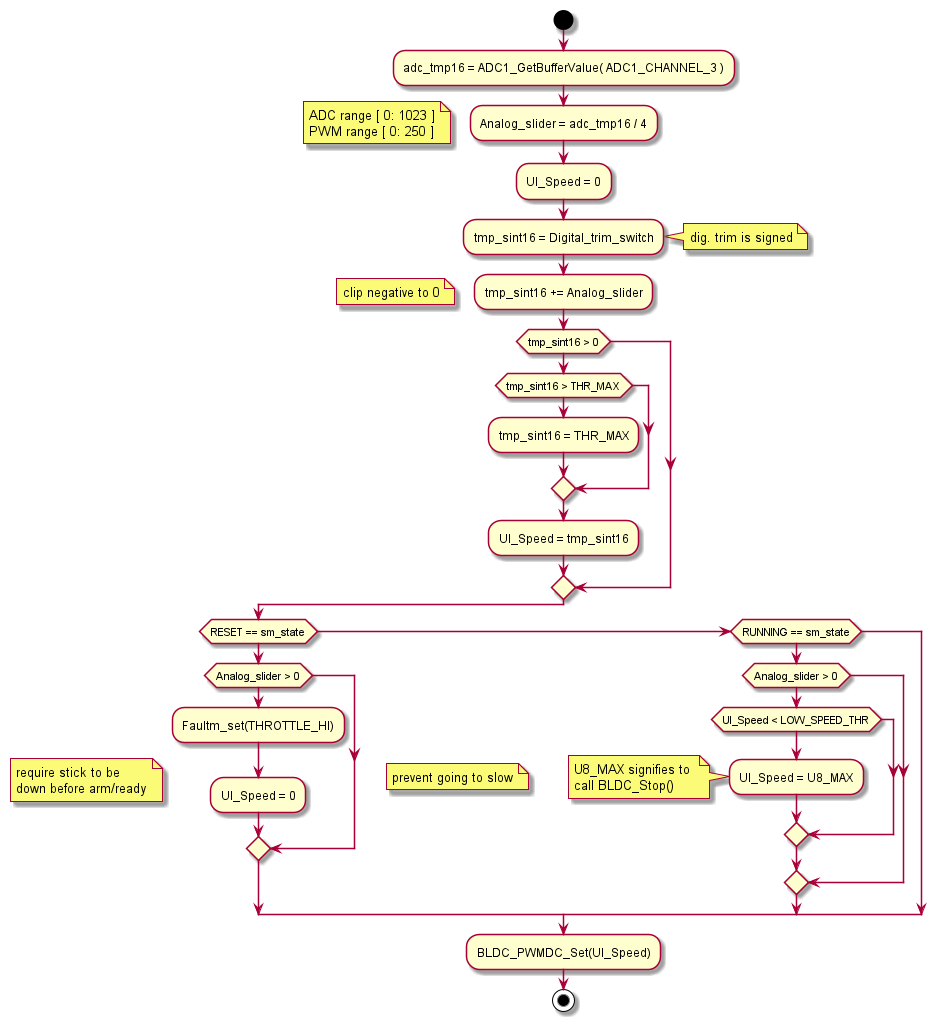 adc_tmp16 = ADC1_GetBufferValue( ADC1_CHANNEL_3 )
ADC range [ 0: 1023 ]
PWM range [ 0: 250 ]
Analog_slider = adc_tmp16 / 4
UI_Speed = 0
tmp_sint16 = Digital_trim_switch
dig. trim is signed
clip negative to 0
tmp_sint16 += Analog_slider
tmp_sint16 > 0
tmp_sint16 > THR_MAX
tmp_sint16 = THR_MAX
UI_Speed = tmp_sint16
RESET == sm_state
RUNNING == sm_state
Analog_slider > 0
Analog_slider > 0
Faultm_set(THROTTLE_HI)
UI_Speed < LOW_SPEED_THR
require stick to be
down before arm/ready
UI_Speed = 0
prevent going to slow
U8_MAX signifies to
call BLDC_Stop()
UI_Speed = U8_MAX
BLDC_PWMDC_Set(UI_Speed)